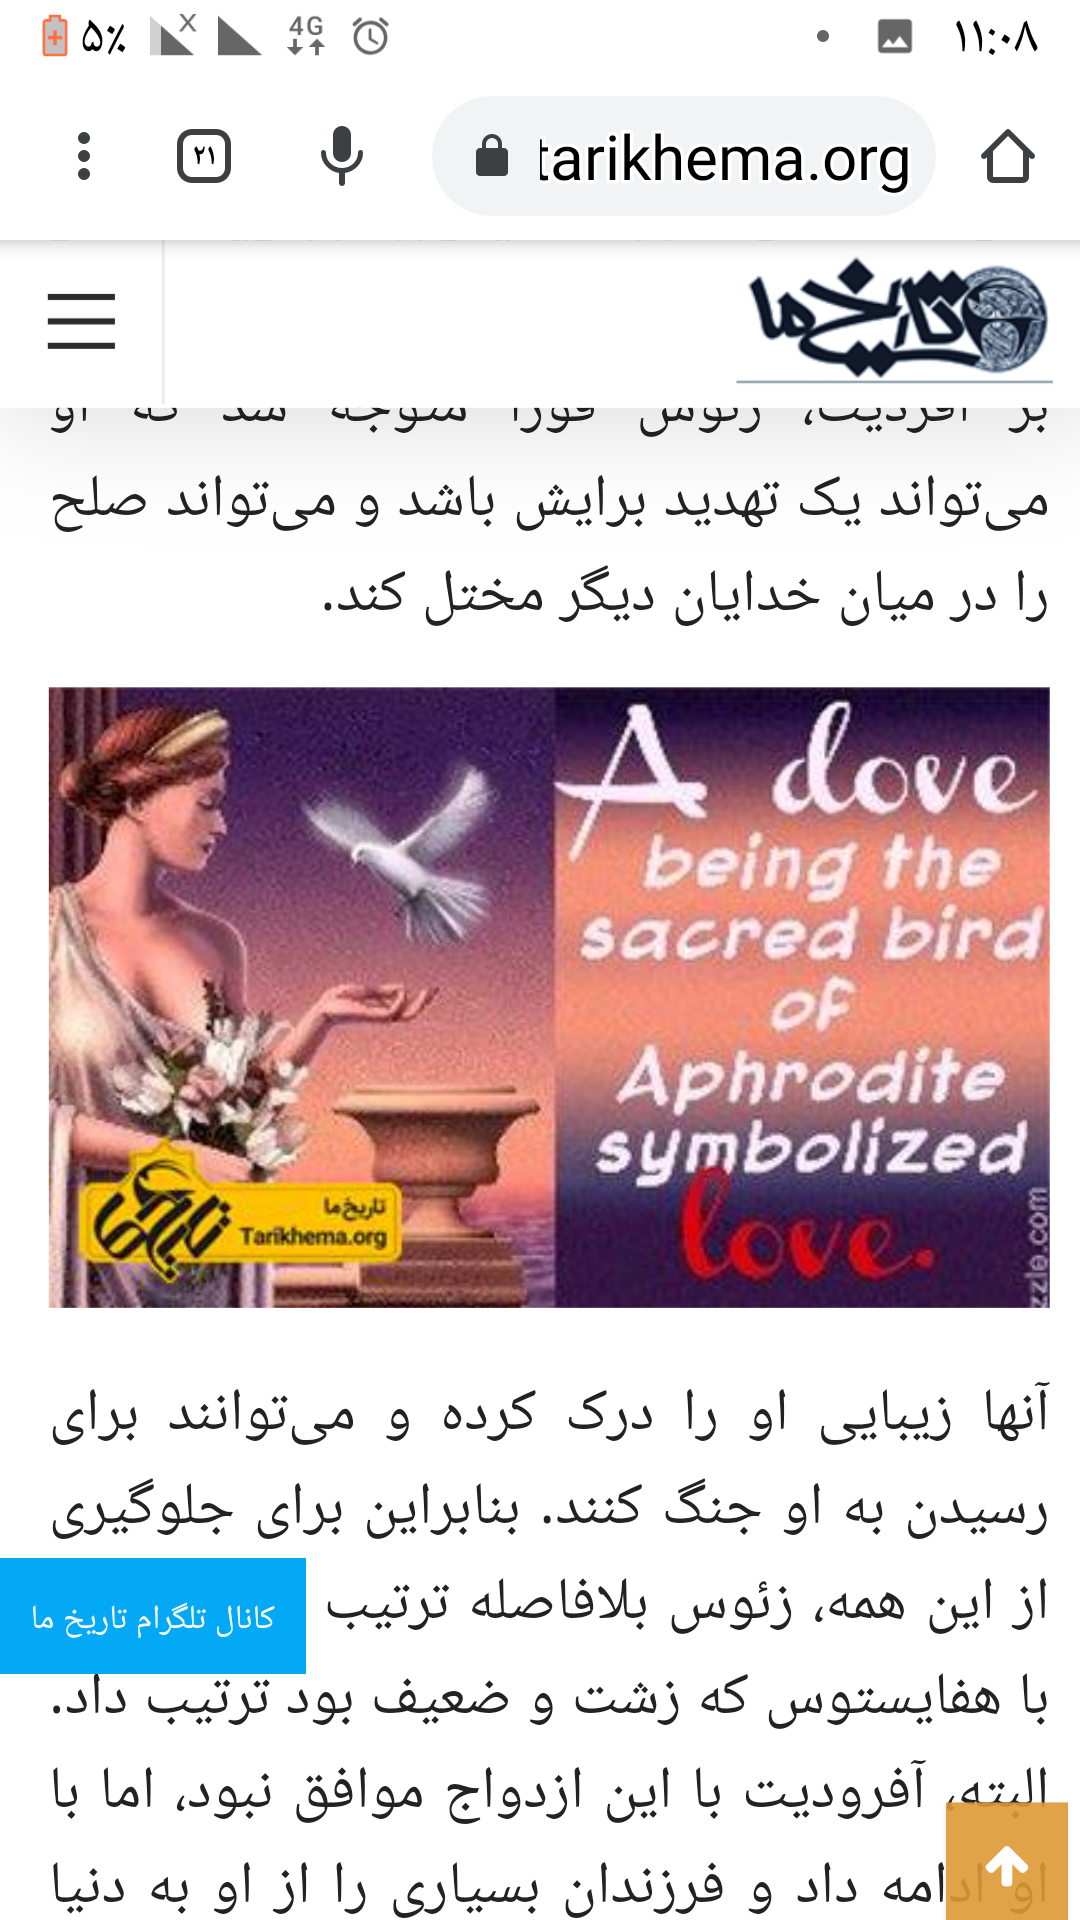 ۵٪ 4G ۱۱:۰۸
۲۱ tarikhema.org
تاریخ ما
می‌تواند یک تهدید برایش باشد و می‌تواند صلح
را در میان خدایان دیگر مختل کند.
A dove
being the
sacred bird
of
Aphrodite
symbolized
love.
zzle.com
تاریخ‌ما
تاریخ‌ما
Tarikhema.org
آنها زیبایی او را درک کرده و می‌توانند برای
رسیدن به او جنگ کنند. بنابراین برای جلوگیری
از این همه، زئوس بلافاصله ترتیب
کانال تلگرام تاریخ ما
با هفایستوس که زشت و ضعیف بود ترتیب داد.
البته، آفرودیت با این ازدواج موافق نبود، اما با
او ادامه داد و فرزندان بسیاری را از او به دنیا